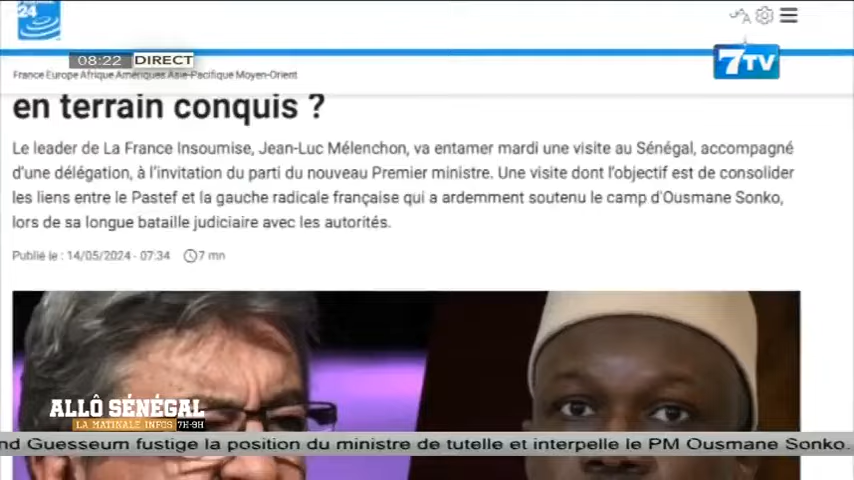 24
08:22 DIRECT
7TV
France Europe Afrique Amériques Asie-Pacifique Moyen-Orient
en terrain conquis ?
Le leader de La France Insoumise, Jean-Luc Mélenchon, va entamer mardi une visite au Sénégal, accompagné
d'une délégation, à l'invitation du parti du nouveau Premier ministre. Une visite dont l'objectif est de consolider
les liens entre le Pastef et la gauche radicale française qui a ardemment soutenu le camp d'Ousmane Sonko,
lors de sa longue bataille judiciaire avec les autorités.
Publié le : 14/05/2024 - 07:34 7 mn
ALLÔ SÉNÉGAL
LA MATINALE INFOS 7H-9H
nd Guesseum fustige la position du ministre de tutelle et interpelle le PM Ousmane Sonko.